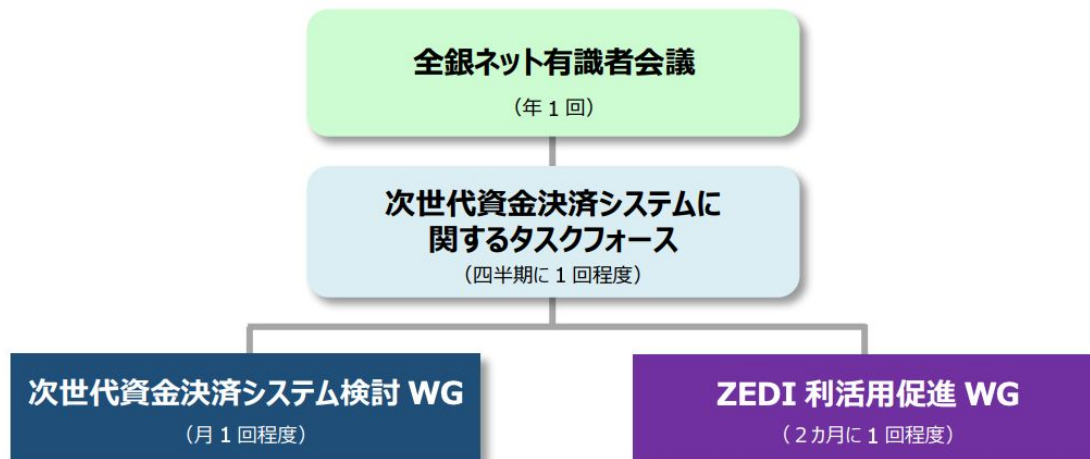 全銀ネット有識者会議
（年 1 回）
次世代資金決済システムに
関するタスクフォース
（四半期に 1 回程度）
次世代資金決済システム検討 WG
（月 1 回程度）
ZEDI 利活用促進 WG
（２カ月に 1 回程度）